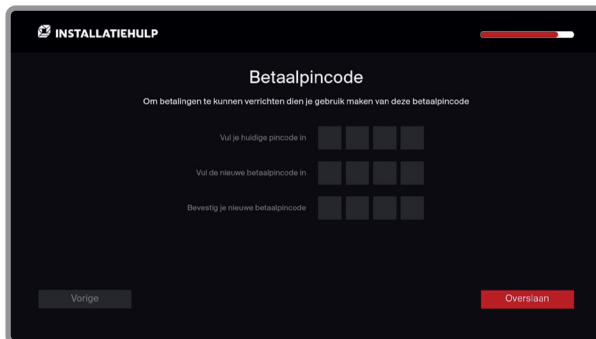 INSTALLATIEHULP
Betaalpincode
Om betalingen te kunnen verrichten dien je gebruik maken van deze betaalpincode
Vul je huidige pincode in
Vul de nieuwe betaalpincode in
Bevestig je nieuwe betaalpincode
Vorige
Overslaan